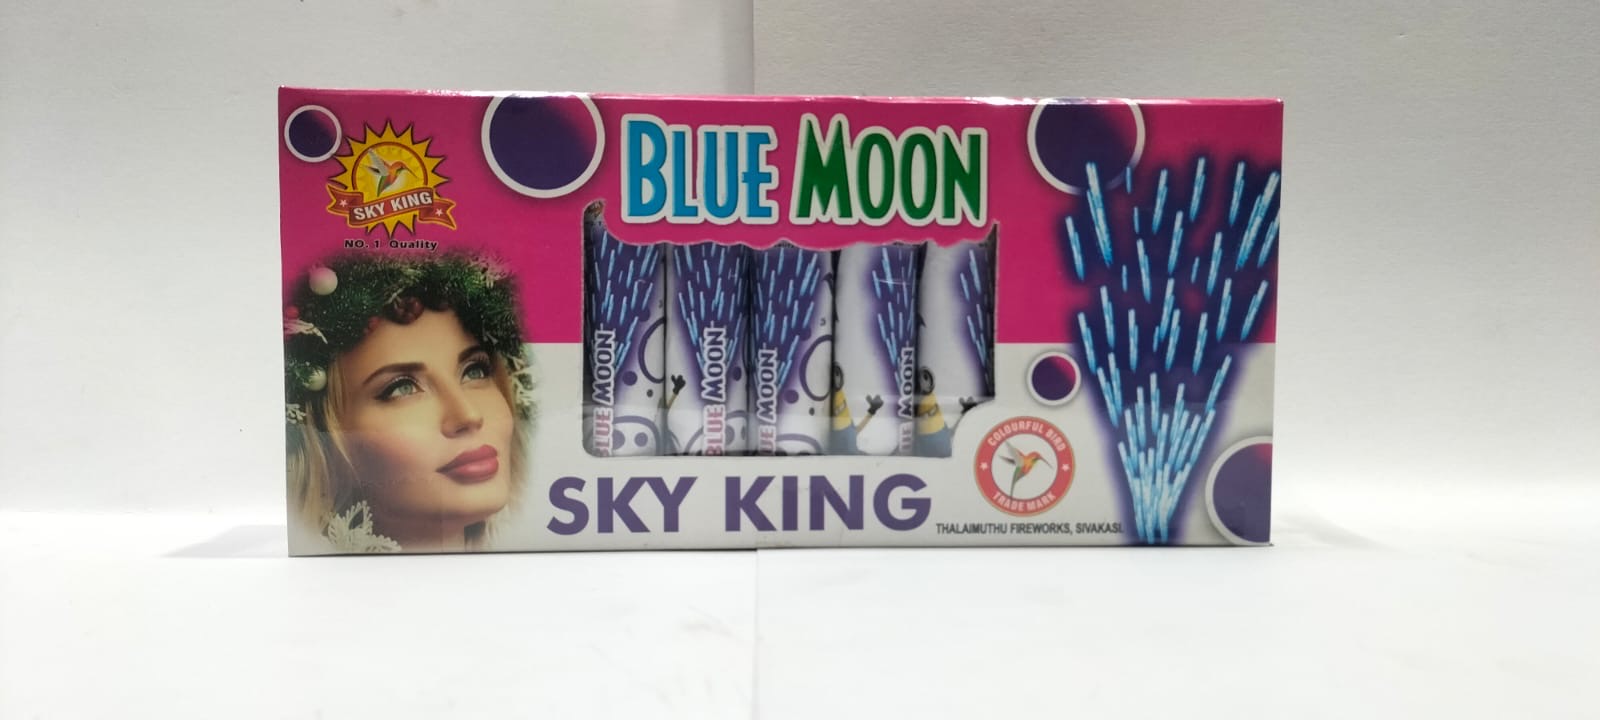 BLUE MOON
SKY KING
NO. 1 Quality
BLUE MOON
BLUE MOON
UE MOON
UE MOON
SKY KING
COLOURFUL BIRD
TRADE MARK
THALAIMUTHU FIREWORKS, SIVAKASI.